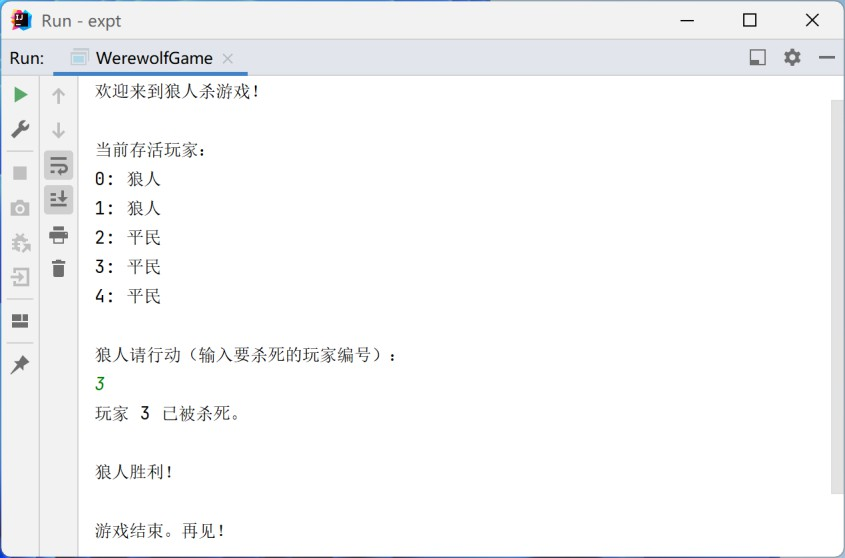 Run - expt
Run:
WerewolfGame
欢迎来到狼人杀游戏!
当前存活玩家:
0: 狼人
1: 狼人
2: 平民
3: 平民
4: 平民
狼人请行动（输入要杀死的玩家编号）:
3
玩家 3 已被杀死。
狼人胜利!
游戏结束。再见!